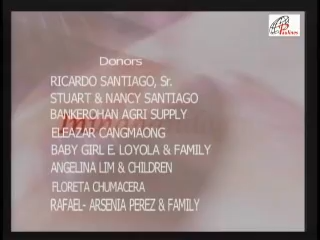 Donors
RICARDO SANTIAGO, Sr.
STUART & NANCY SANTIAGO
BANKEROHAN AGRI SUPPLY
ELEAZAR CANGMAONG
BABY GIRL E. LOYOLA & FAMILY
ANGELINA LIM & CHILDREN
FLORETA CHUMACERA
RAFAEL- ARSENIA PEREZ & FAMILY